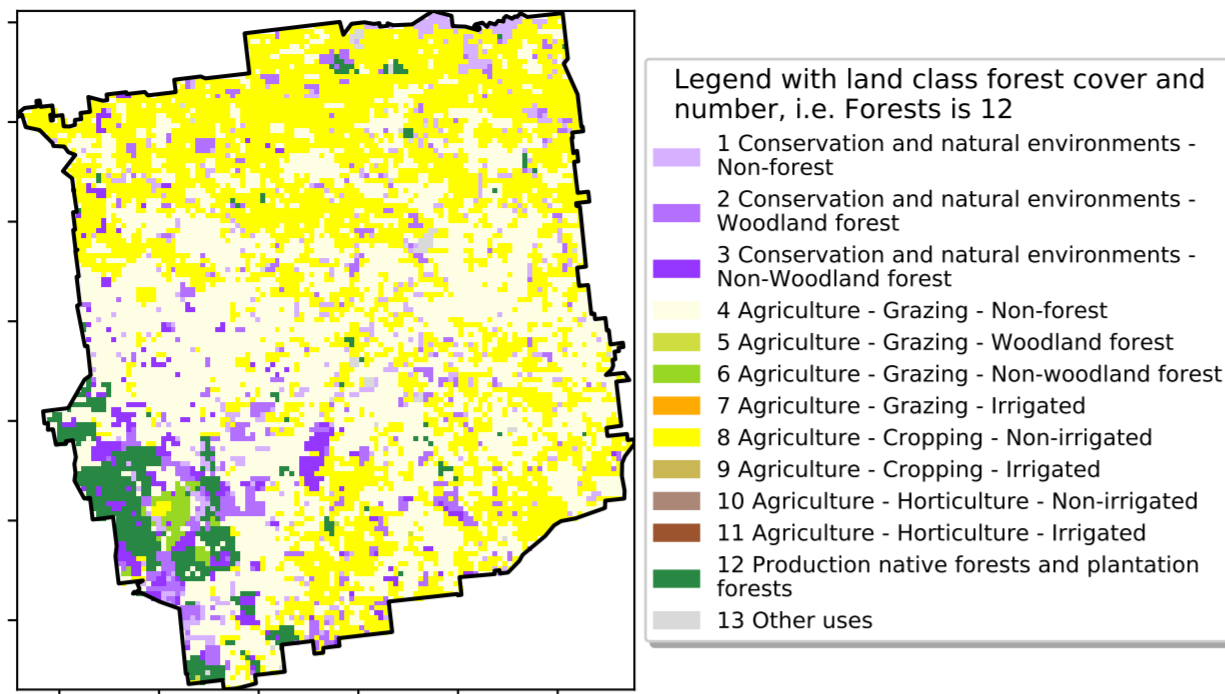 Legend with land class forest cover and
number, i.e. Forests is 12
1 Conservation and natural environments -
Non-forest
2 Conservation and natural environments -
Woodland forest
3 Conservation and natural environments -
Non-Woodland forest
4 Agriculture - Grazing - Non-forest
5 Agriculture - Grazing - Woodland forest
6 Agriculture - Grazing - Non-woodland forest
7 Agriculture - Grazing - Irrigated
8 Agriculture - Cropping - Non-irrigated
9 Agriculture - Cropping - Irrigated
10 Agriculture - Horticulture - Non-irrigated
11 Agriculture - Horticulture - Irrigated
12 Production native forests and plantation
forests
13 Other uses